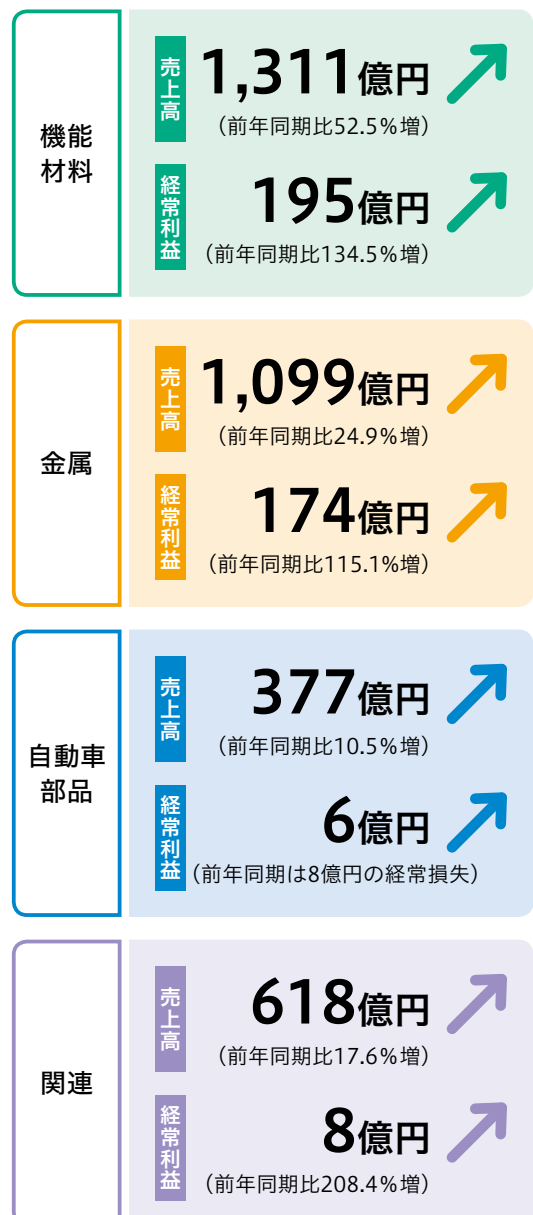 機能
材料
売上高
1,311億円
（前年同期比52.5%増）
経常利益
195億円
（前年同期比134.5%増）
金属
売上高
1,099億円
（前年同期比24.9%増）
経常利益
174億円
（前年同期比115.1%増）
自動車
部品
売上高
377億円
（前年同期比10.5%増）
経常利益
6億円
（前年同期は8億円の経常損失）
関連
売上高
618億円
（前年同期比17.6%増）
経常利益
8億円
（前年同期比208.4%増）